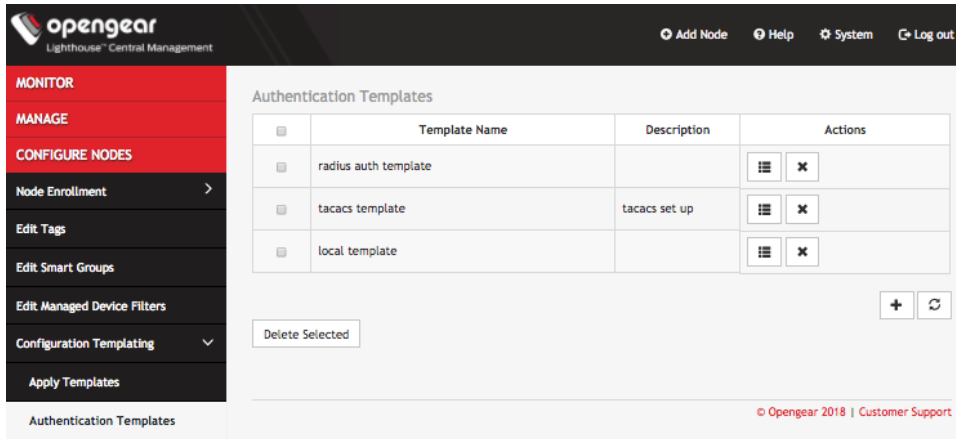 opengear
Lighthouse™ Central Management
Add Node
Help
System
Log out
MONITOR
MANAGE
CONFIGURE NODES
Node Enrollment
Edit Tags
Edit Smart Groups
Edit Managed Device Filters
Configuration Templating
Apply Templates
Authentication Templates
Authentication Templates
Template Name Description Actions
radius auth template
tacacs template tacacs set up
local template
Delete Selected
© Opengear 2018 | Customer Support